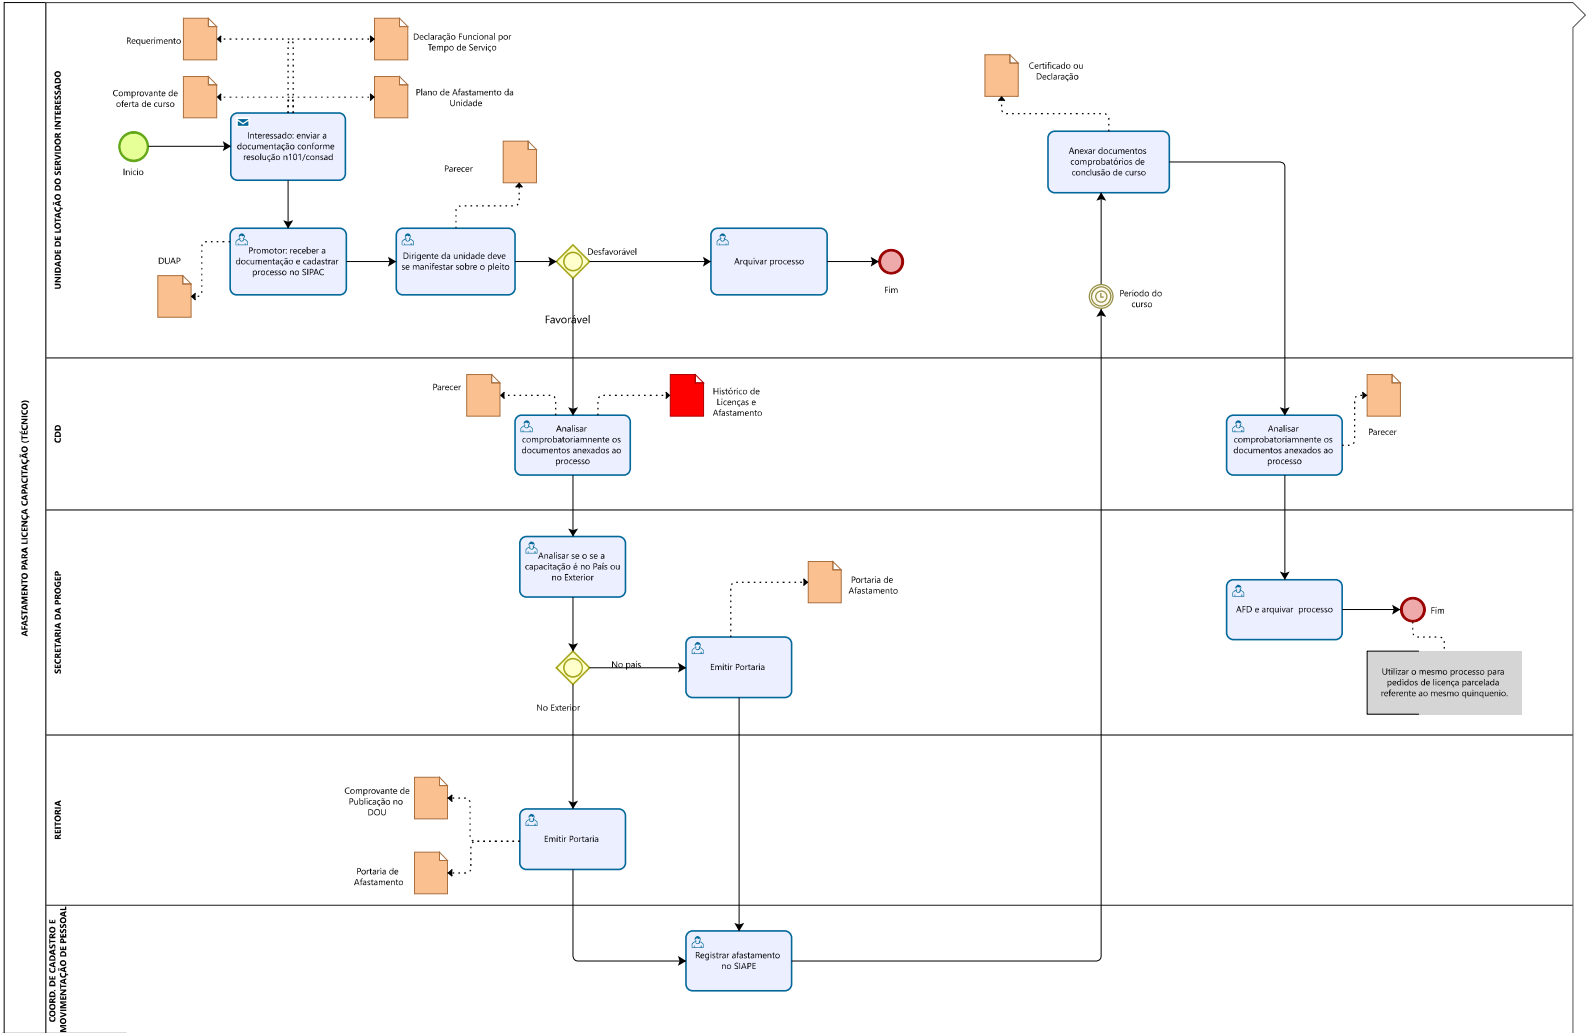 AFASTAMENTO PARA LICENÇA CAPACITAÇÃO (TÉCNICO)
UNIDADE DE LOTAÇÃO DO SERVIDOR INTERESSADO
Requerimento
Declaração Funcional por
Tempo de Serviço
Comprovante de
oferta de curso
Plano de Afastamento da
Unidade
Inicio
Interessado: enviar a
documentação conforme
resolução n101/consad
Parecer
DUAP
Promotor: receber a
documentação e cadastrar
processo no SIPAC
Dirigente da unidade deve
se manifestar sobre o pleito
Desfavorável
Favorável
Arquivar processo
Fim
Certificado ou
Declaração
Anexar documentos
comprobatórios de
conclusão de curso
Periodo do
curso
CDD
Parecer
Histórico de
Licenças e
Afastamento
Analisar
comprobatoriamnente os
documentos anexados ao
processo
Analisar
comprobatoriamnente os
documentos anexados ao
processo
Parecer
SECRETARIA DA PROGEP
Analisar se o se a
capacitação é no País ou
no Exterior
No pais
No Exterior
Emitir Portaria
Portaria de
Afastamento
AFD e arquivar processo
Fim
Utilizar o mesmo processo para
pedidos de licença parcelada
referente ao mesmo quinquenio.
REITORIA
Comprovante de
Publicação no
DOU
Portaria de
Afastamento
Emitir Portaria
COORD. DE CADASTRO E
MOVIMENTAÇÃO DE PESSOAL
Registrar afastamento
no SIAPE